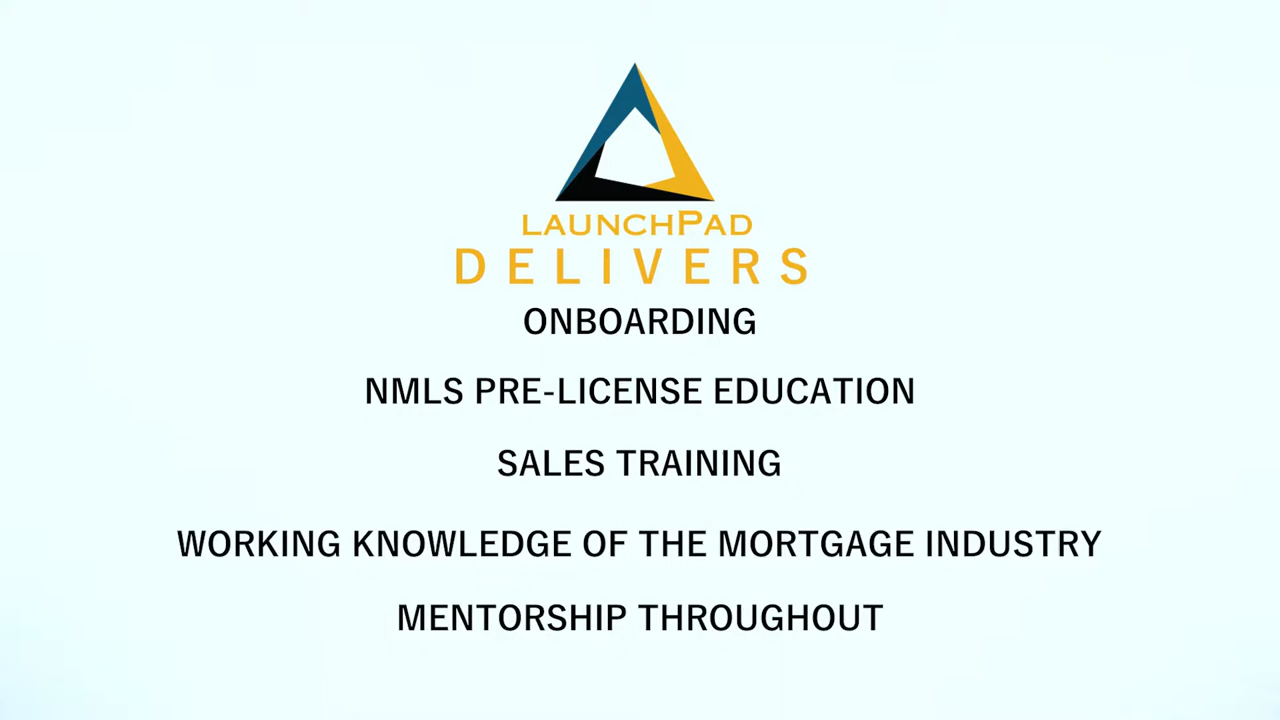 LAUNCHPAD
DELIVERS
ONBOARDING
NMLS PRE-LICENSE EDUCATION
SALES TRAINING
WORKING KNOWLEDGE OF THE MORTGAGE INDUSTRY
MENTORSHIP THROUGHOUT